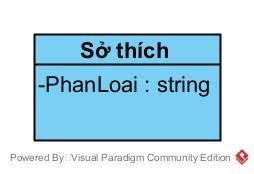 Sở thích
-PhanLoai : string
Powered By Visual Paradigm Community Edition